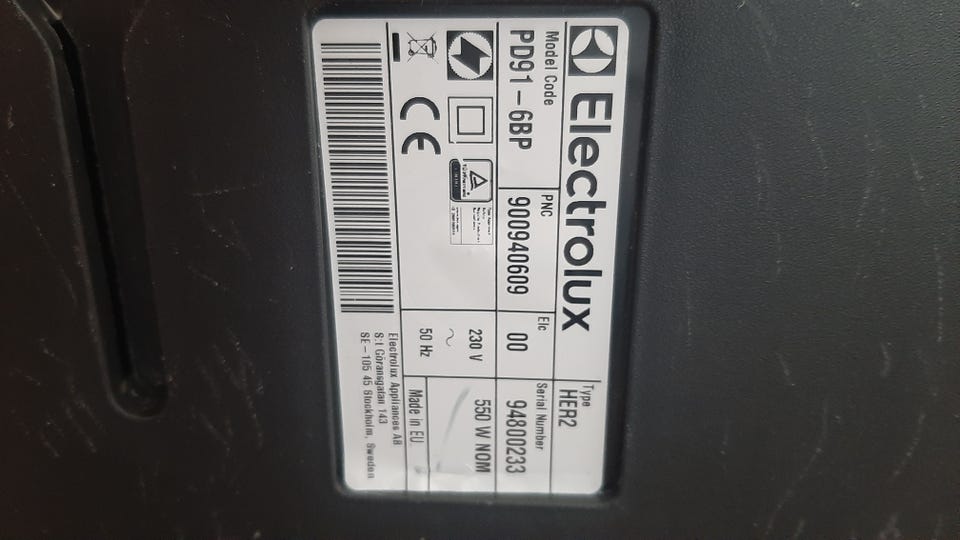 Electrolux
Type
HER2
Model Code
PD91-6BP
PNC
900940609
Elc
00
Serial Number
94800233
230 V
50 Hz
550 W NOM
Made in EU
CE
Electrolux Appliances AB
S:t Göransgatan 143
SE-105 45 Stockholm, Sweden